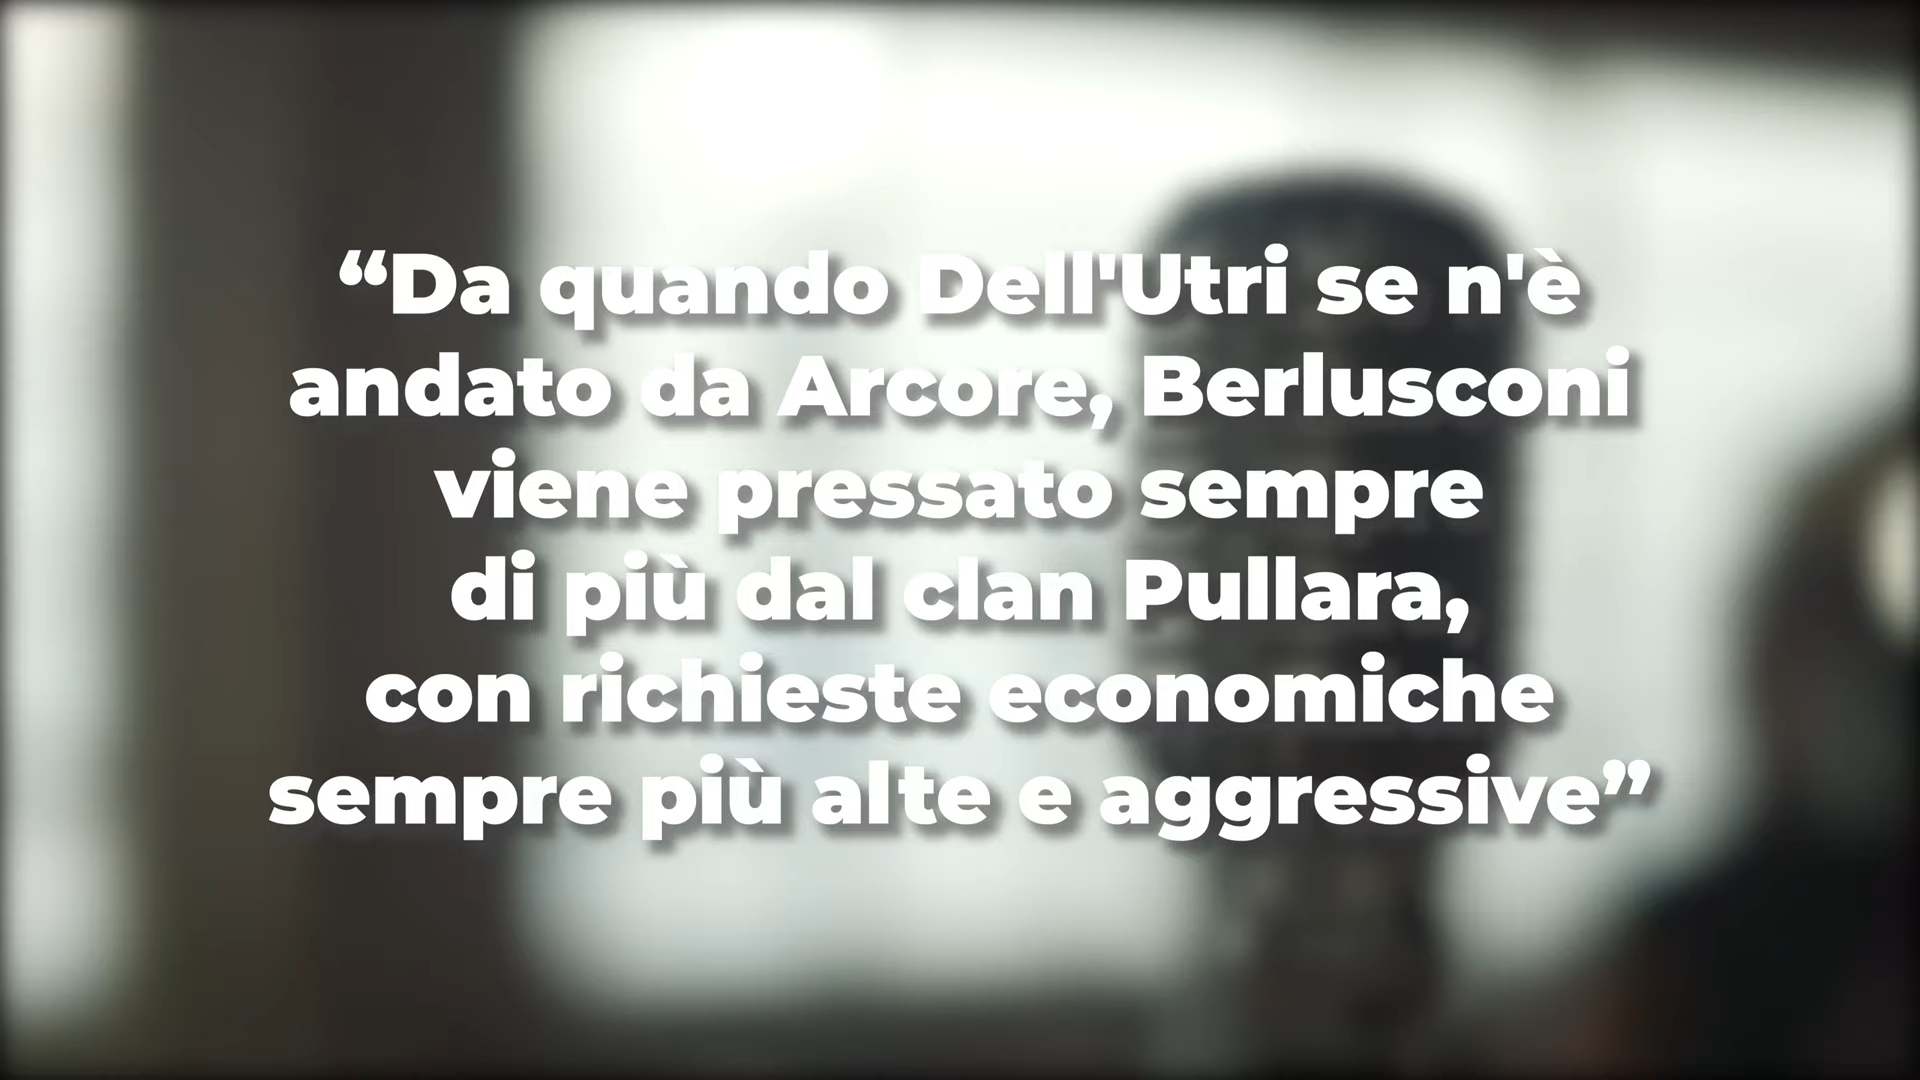 “Da quando Dell'Utri se n'è
andato da Arcore, Berlusconi
viene pressato sempre
di più dal clan Pullara,
con richieste economiche
sempre più alte e aggressive”